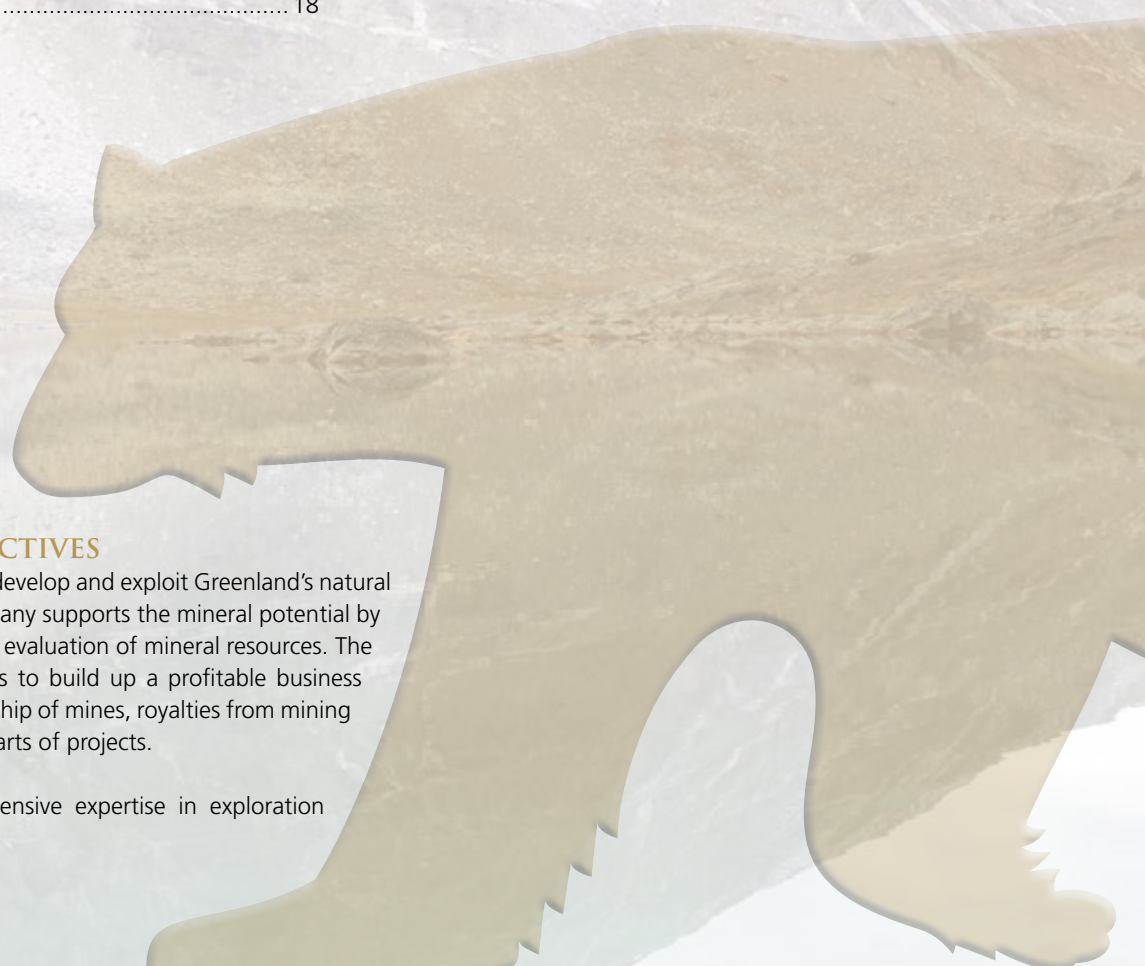 ........................................... 18
CTIVES
develop and exploit Greenland's natural
any supports the mineral potential by
evaluation of mineral resources. The
s to build up a profitable business
hip of mines, royalties from mining
arts of projects.
ensive expertise in exploration